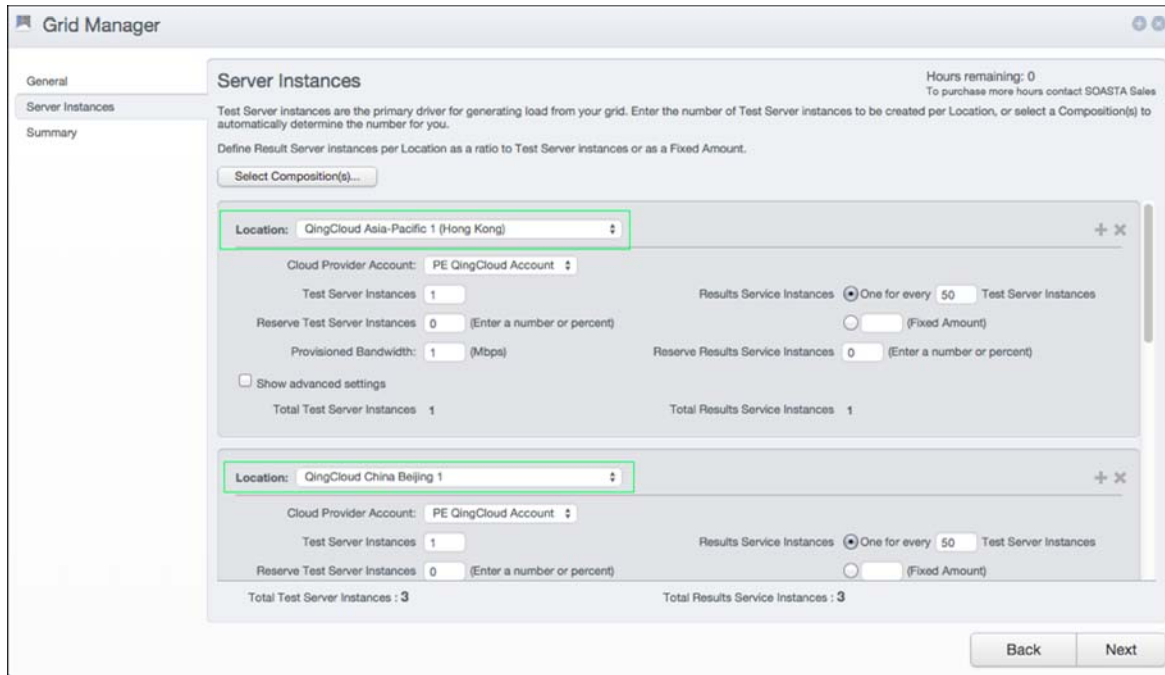 Grid Manager
General
Server Instances
Summary
Server Instances
Hours remaining: 0
To purchase more hours contact SOASTA Sales
Test Server instances are the primary driver for generating load from your grid. Enter the number of Test Server instances to be created per Location, or select a Composition(s) to
automatically determine the number for you.
Define Result Server instances per Location as a ratio to Test Server instances or as a Fixed Amount.
Select Composition(s)...
Location: QingCloud Asia-Pacific 1 (Hong Kong)
Cloud Provider Account: PE QingCloud Account
Test Server Instances 1 Results Service Instances One for every 50 Test Server Instances
Reserve Test Server Instances 0 (Enter a number or percent) (Fixed Amount)
Provisioned Bandwidth: 1 (Mbps) Reserve Results Service Instances 0 (Enter a number or percent)
Show advanced settings
Total Test Server Instances 1 Total Results Service Instances 1
Location: QingCloud China Beijing 1
Cloud Provider Account: PE QingCloud Account
Test Server Instances 1 Results Service Instances One for every 50 Test Server Instances
Reserve Test Server Instances 0 (Enter a number or percent) (Fixed Amount)
Total Test Server Instances : 3 Total Results Service Instances : 3
Back Next